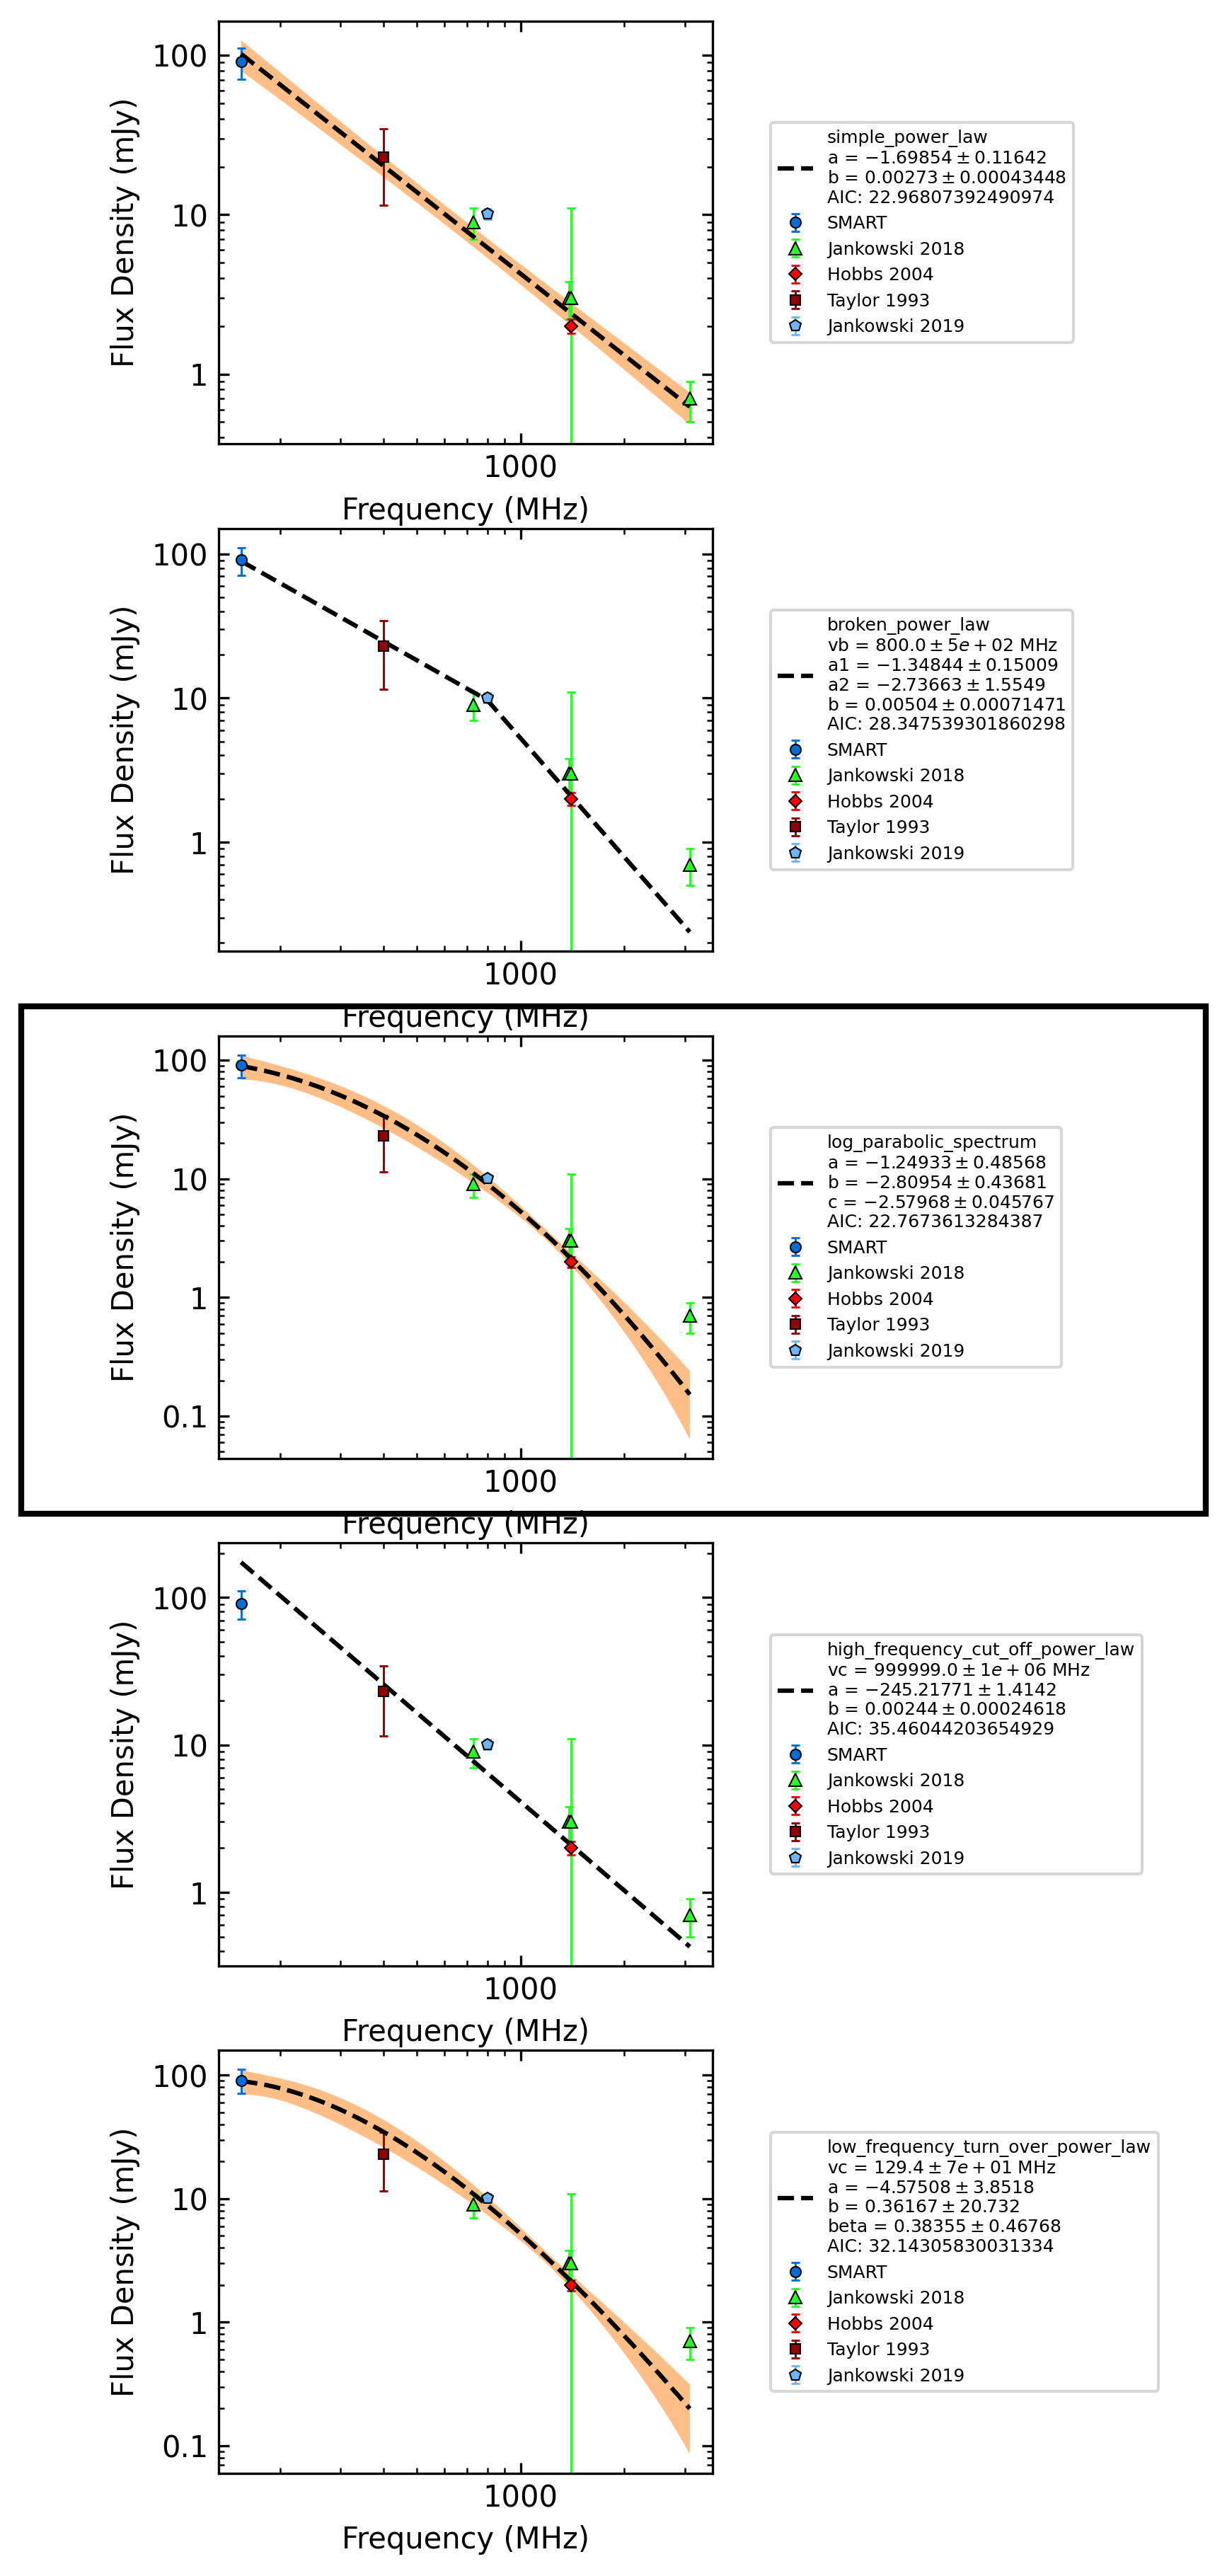 100
10
1
Flux Density (mJy)
1000
Frequency (MHz)
simple_power_law
a = −1.69854 ± 0.11642
b = 0.00273 ± 0.00043448
AIC: 22.96807392490974
SMART
Jankowski 2018
Hobbs 2004
Taylor 1993
Jankowski 2019
100
10
1
Flux Density (mJy)
1000
Frequency (MHz)
broken_power_law
vb = 800.0 ± 5e + 02 MHz
a1 = −1.34844 ± 0.15009
a2 = −2.73663 ± 1.5549
b = 0.00504 ± 0.00071471
AIC: 28.347539301860298
SMART
Jankowski 2018
Hobbs 2004
Taylor 1993
Jankowski 2019
100
10
1
0.1
Flux Density (mJy)
1000
Frequency (MHz)
log_parabolic_spectrum
a = −1.24933 ± 0.48568
b = −2.80954 ± 0.43681
c = −2.57968 ± 0.045767
AIC: 22.7673613284387
SMART
Jankowski 2018
Hobbs 2004
Taylor 1993
Jankowski 2019
100
10
1
Flux Density (mJy)
1000
Frequency (MHz)
high_frequency_cut_off_power_law
vc = 999999.0 ± 1e + 06 MHz
a = −245.21771 ± 1.4142
b = 0.00244 ± 0.00024618
AIC: 35.46044203654929
SMART
Jankowski 2018
Hobbs 2004
Taylor 1993
Jankowski 2019
100
10
1
0.1
Flux Density (mJy)
1000
Frequency (MHz)
low_frequency_turn_over_power_law
vc = 129.4 ± 7e + 01 MHz
a = −4.57508 ± 3.8518
b = 0.36167 ± 20.732
beta = 0.38355 ± 0.46768
AIC: 32.14305830031334
SMART
Jankowski 2018
Hobbs 2004
Taylor 1993
Jankowski 2019